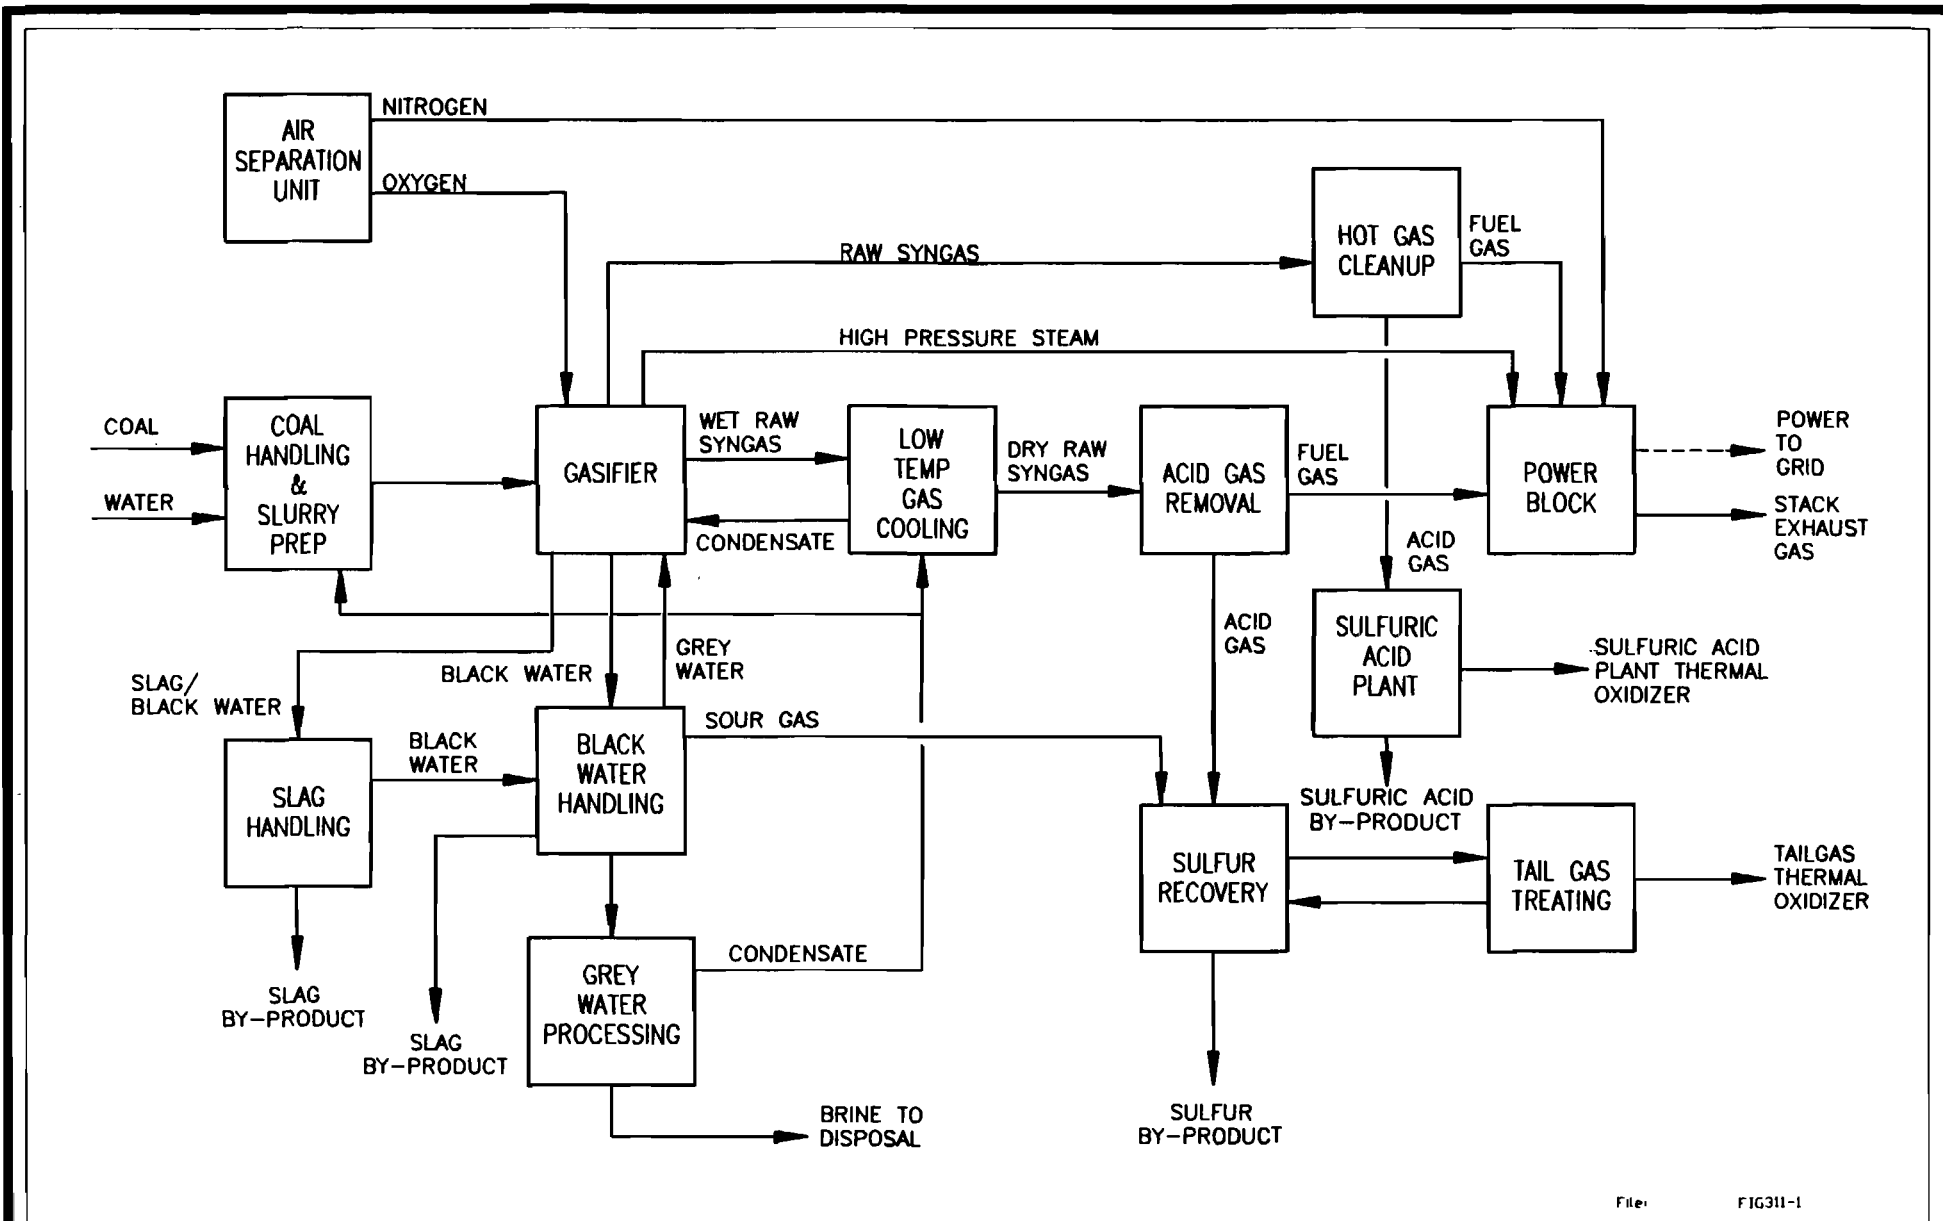 NITROGEN
AIR
SEPARATION
UNIT
OXYGEN
HOT GAS
CLEANUP
FUEL
GAS
RAW SYNGAS
HIGH PRESSURE STEAM
COAL
WATER
COAL
HANDLING
&
SLURRY
PREP
GASIFIER
WET RAW
SYNGAS
CONDENSATE
LOW
TEMP
GAS
COOLING
DRY RAW
SYNGAS
ACID GAS
REMOVAL
FUEL
GAS
POWER
BLOCK
POWER
TO
GRID
STACK
EXHAUST
GAS
ACID
GAS
ACID
GAS
SULFURIC
ACID
PLANT
SULFURIC ACID
PLANT THERMAL
OXIDIZER
SLAG/
BLACK WATER
BLACK WATER
GREY
WATER
SOUR GAS
BLACK
WATER
SLAG
HANDLING
BLACK
WATER
HANDLING
SULFURIC ACID
BY-PRODUCT
SULFUR
RECOVERY
TAIL GAS
TREATING
TAILGAS
THERMAL
OXIDIZER
SLAG
BY-PRODUCT
SLAG
BY-PRODUCT
GREY
WATER
PROCESSING
CONDENSATE
BRINE TO
DISPOSAL
SULFUR
BY-PRODUCT
File: FIG311-1